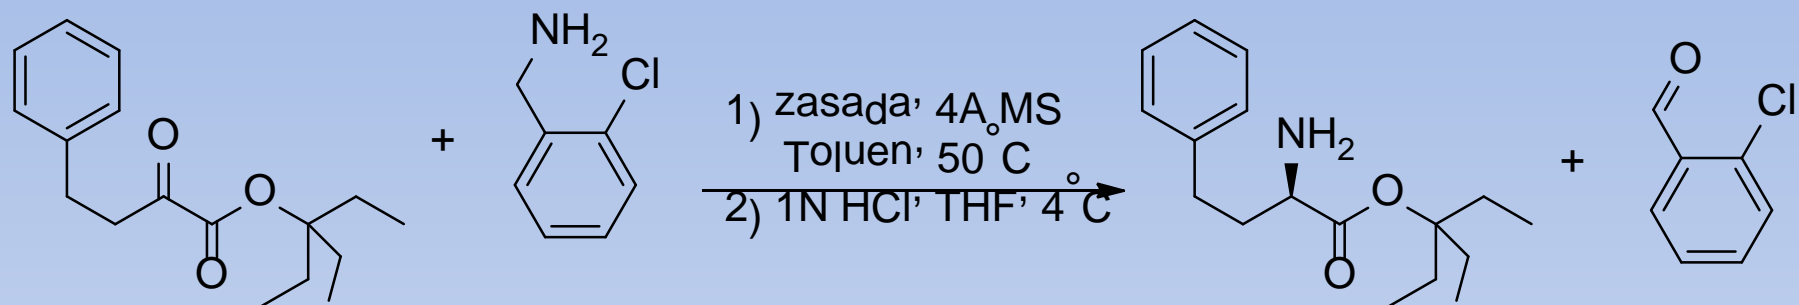 NH2
Cl
O
O
O
+
1) zasada, 4A MS
Toluen, 50°C
2) 1N HCl, THF, 4°C
NH2
O
O
+
O
Cl